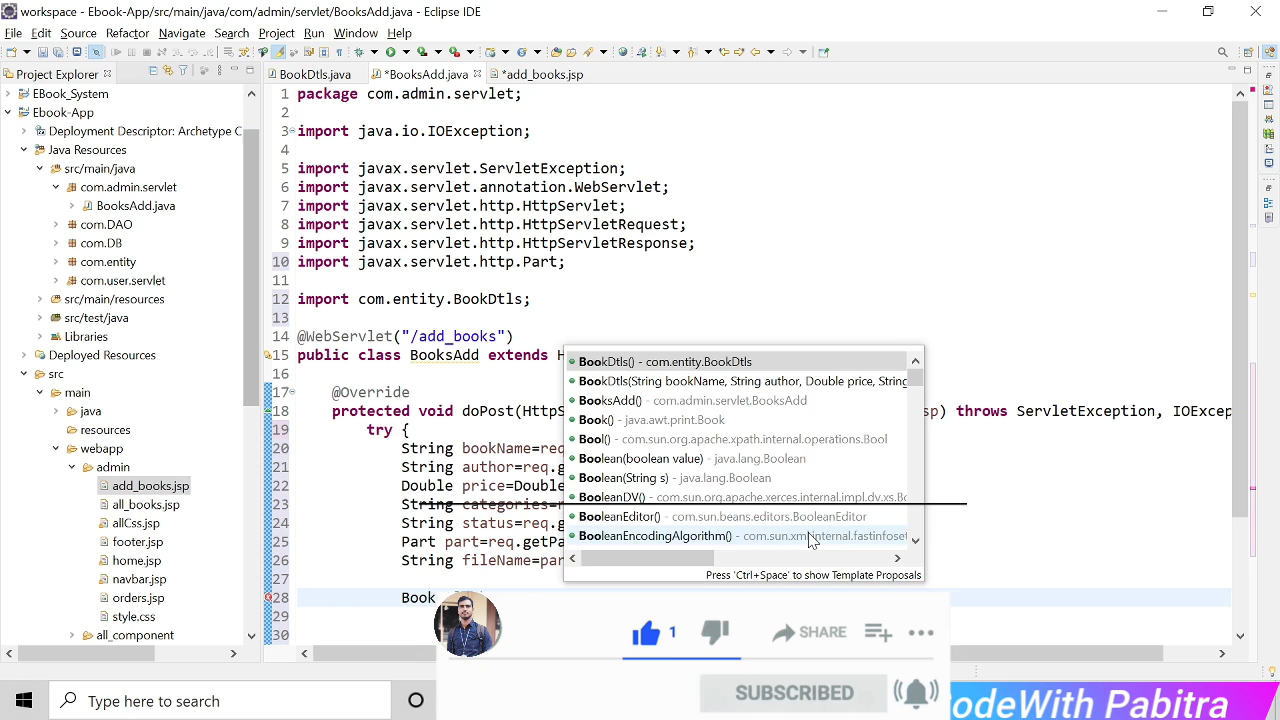 workspace - Ebook-App/src/main/java/com/admin/servlet/BooksAdd.java - Eclipse IDE
File Edit Source Refactor Navigate Search Project Run Window Help
Project Explorer
BookDtls.java
*BooksAdd.java
*add_books.jsp
EBook_System
Ebook-App
Deployment Descriptor: Archetype C
Java Resources
src/main/java
com.admin.servlet
BooksAdd.java
com.DAO
com.DB
com.entity
com.user.servlet
src/main/resources
src/test/java
Libraries
Deployed Resources
src
main
java
resources
webapp
admin
add_books.jsp
all_books.jsp
allCss.jsp
footer.jsp
home.jsp
navbar.jsp
orders.jsp
style.css
all_component
1 package com.admin.servlet;
2
3 import java.io.IOException;
4
5 import javax.servlet.ServletException;
6 import javax.servlet.annotation.WebServlet;
7 import javax.servlet.http.HttpServlet;
8 import javax.servlet.http.HttpServletRequest;
9 import javax.servlet.http.HttpServletResponse;
10 import javax.servlet.http.Part;
11
12 import com.entity.BookDtls;
13
14 @WebServlet("/add_books")
15 public class BooksAdd extends H
16
17 @Override
18 protected void doPost(HttpS sp) throws ServletException, IOExcep
19 try {
20 String bookName=req
21 String author=req.g
22 Double price=Double
23 String categories=r
24 String status=req.g
25 Part part=req.getPa
26 String fileName=par
27
28 Book
29
30
BookDtls() - com.entity.BookDtls
BookDtls(String bookName, String author, Double price, String
BooksAdd() - com.admin.servlet.BooksAdd
Book() - java.awt.print.Book
Bool() - com.sun.org.apache.xpath.internal.operations.Bool
Boolean(boolean value) - java.lang.Boolean
Boolean(String s) - java.lang.Boolean
BooleanDV() - com.sun.org.apache.xerces.internal.impl.dv.xs.Bo
BooleanEditor() - com.sun.beans.editors.BooleanEditor
BooleanEncodingAlgorithm() - com.sun.xml.internal.fastinfoset
Press 'Ctrl+Space' to show Template Proposals
1 SHARE
SUBSCRIBED
Type here to search
odeWith Pabitra